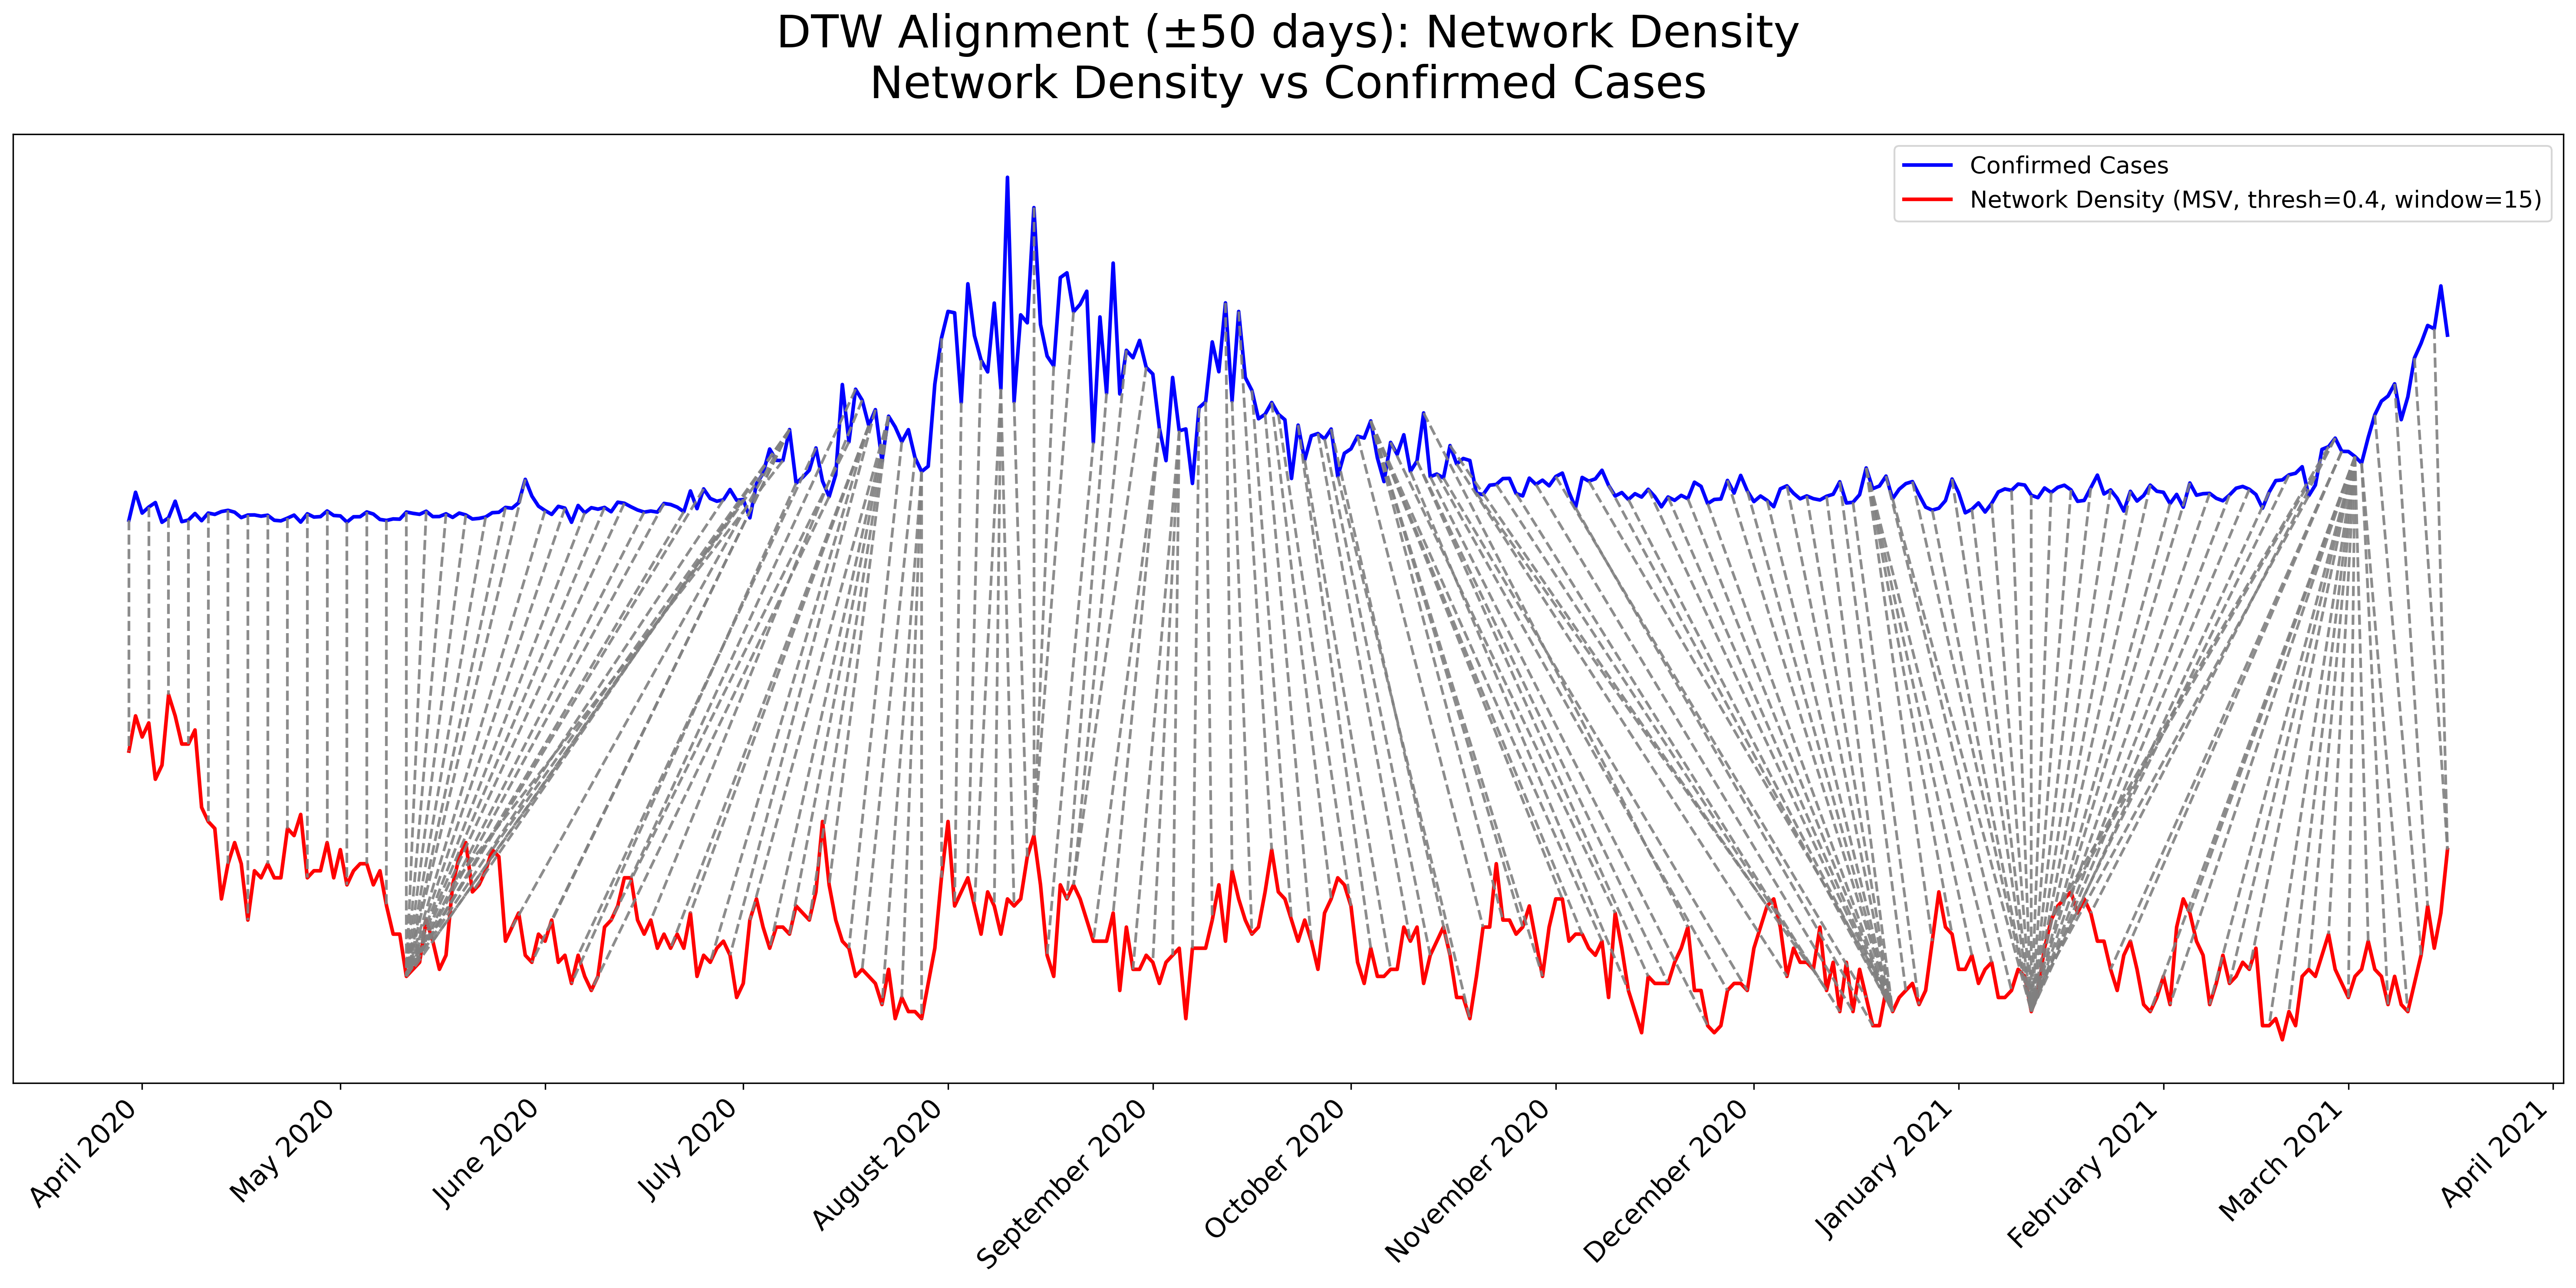 DTW Alignment (±50 days): Network Density
Network Density vs Confirmed Cases
Confirmed Cases
Network Density (MSV, thresh=0.4, window=15)
April 2020
May 2020
June 2020
July 2020
August 2020
September 2020
October 2020
November 2020
December 2020
January 2021
February 2021
March 2021
April 2021